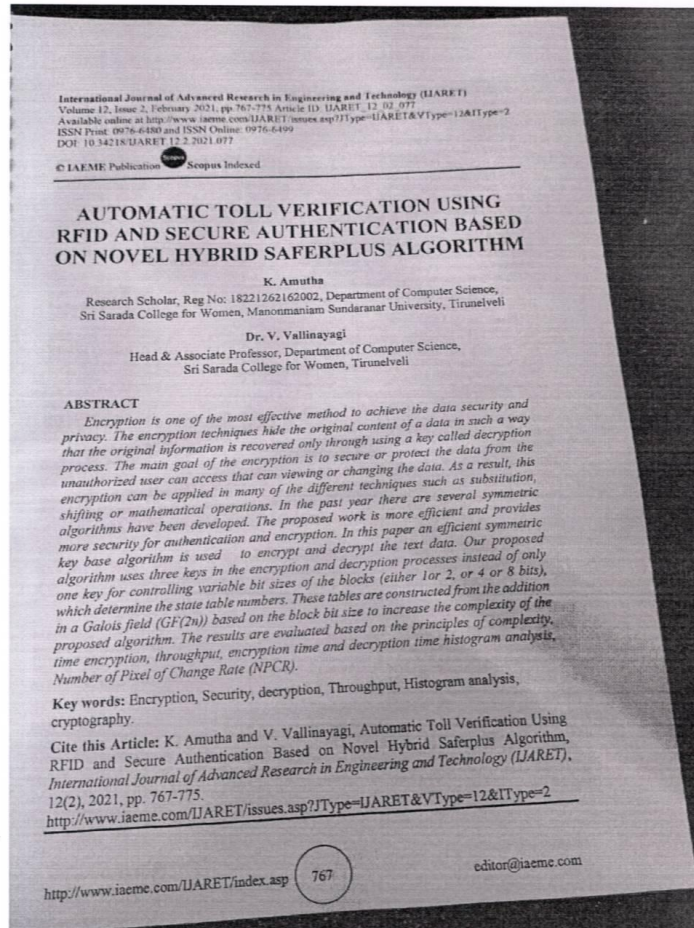 International Journal of Advanced Research in Engineering and Technology (IJARET)
Volume 12, Issue 2, February 2021, pp.767-775 Article ID: IJARET_12_02_077
Available online at http://www.iaeme.com/IJARET/issues.asp?JType=IJARET&VType=12&IType=2
ISSN Print: 0976-6480 and ISSN Online: 0976-6499
DOI: 10.34218/IJARET.12.2.2021.077
© IAEME Publication Scopus Scopus Indexed
AUTOMATIC TOLL VERIFICATION USING
RFID AND SECURE AUTHENTICATION BASED
ON NOVEL HYBRID SAFERPLUS ALGORITHM
K. Amutha
Research Scholar, Reg No: 18221262162002, Department of Computer Science,
Sri Sarada College for Women, Manonmaniam Sundaranar University, Tirunelveli
Dr. V. Vallinayagi
Head & Associate Professor, Department of Computer Science,
Sri Sarada College for Women, Tirunelveli
ABSTRACT
Encryption is one of the most effective method to achieve the data security and
privacy. The encryption techniques hide the original content of a data in such a way
that the original information is recovered only through using a key called decryption
process. The main goal of the encryption is to secure or protect the data from the
unauthorized user can access that can viewing or changing the data. As a result, this
encryption can be applied in many of the different techniques such as substitution,
shifting or mathematical operations. In the past year there are several symmetric
algorithms have been developed. The proposed work is more efficient and provides
more security for authentication and encryption. In this paper an efficient symmetric
key base algorithm is used to encrypt and decrypt the text data. Our proposed
algorithm uses three keys in the encryption and decryption processes instead of only
one key for controlling variable bit sizes of the blocks (either 1or 2, or 4 or 8 bits),
which determine the state table numbers. These tables are constructed from the addition
in a Galois field (GF(2n)) based on the block bit size to increase the complexity of the
proposed algorithm. The results are evaluated based on the principles of complexity,
time encryption, throughput, encryption time and decryption time histogram analysis,
Number of Pixel of Change Rate (NPCR).
Key words: Encryption, Security, decryption, Throughput, Histogram analysis,
cryptography.
Cite this Article: K. Amutha and V. Vallinayagi, Automatic Toll Verification Using
RFID and Secure Authentication Based on Novel Hybrid Saferplus Algorithm,
International Journal of Advanced Research in Engineering and Technology (IJARET),
12(2), 2021, pp. 767-775.
http://www.iaeme.com/IJARET/issues.asp?JType=IJARET&VType=12&IType=2
http://www.iaeme.com/IJARET/index.asp 767 editor@iaeme.com